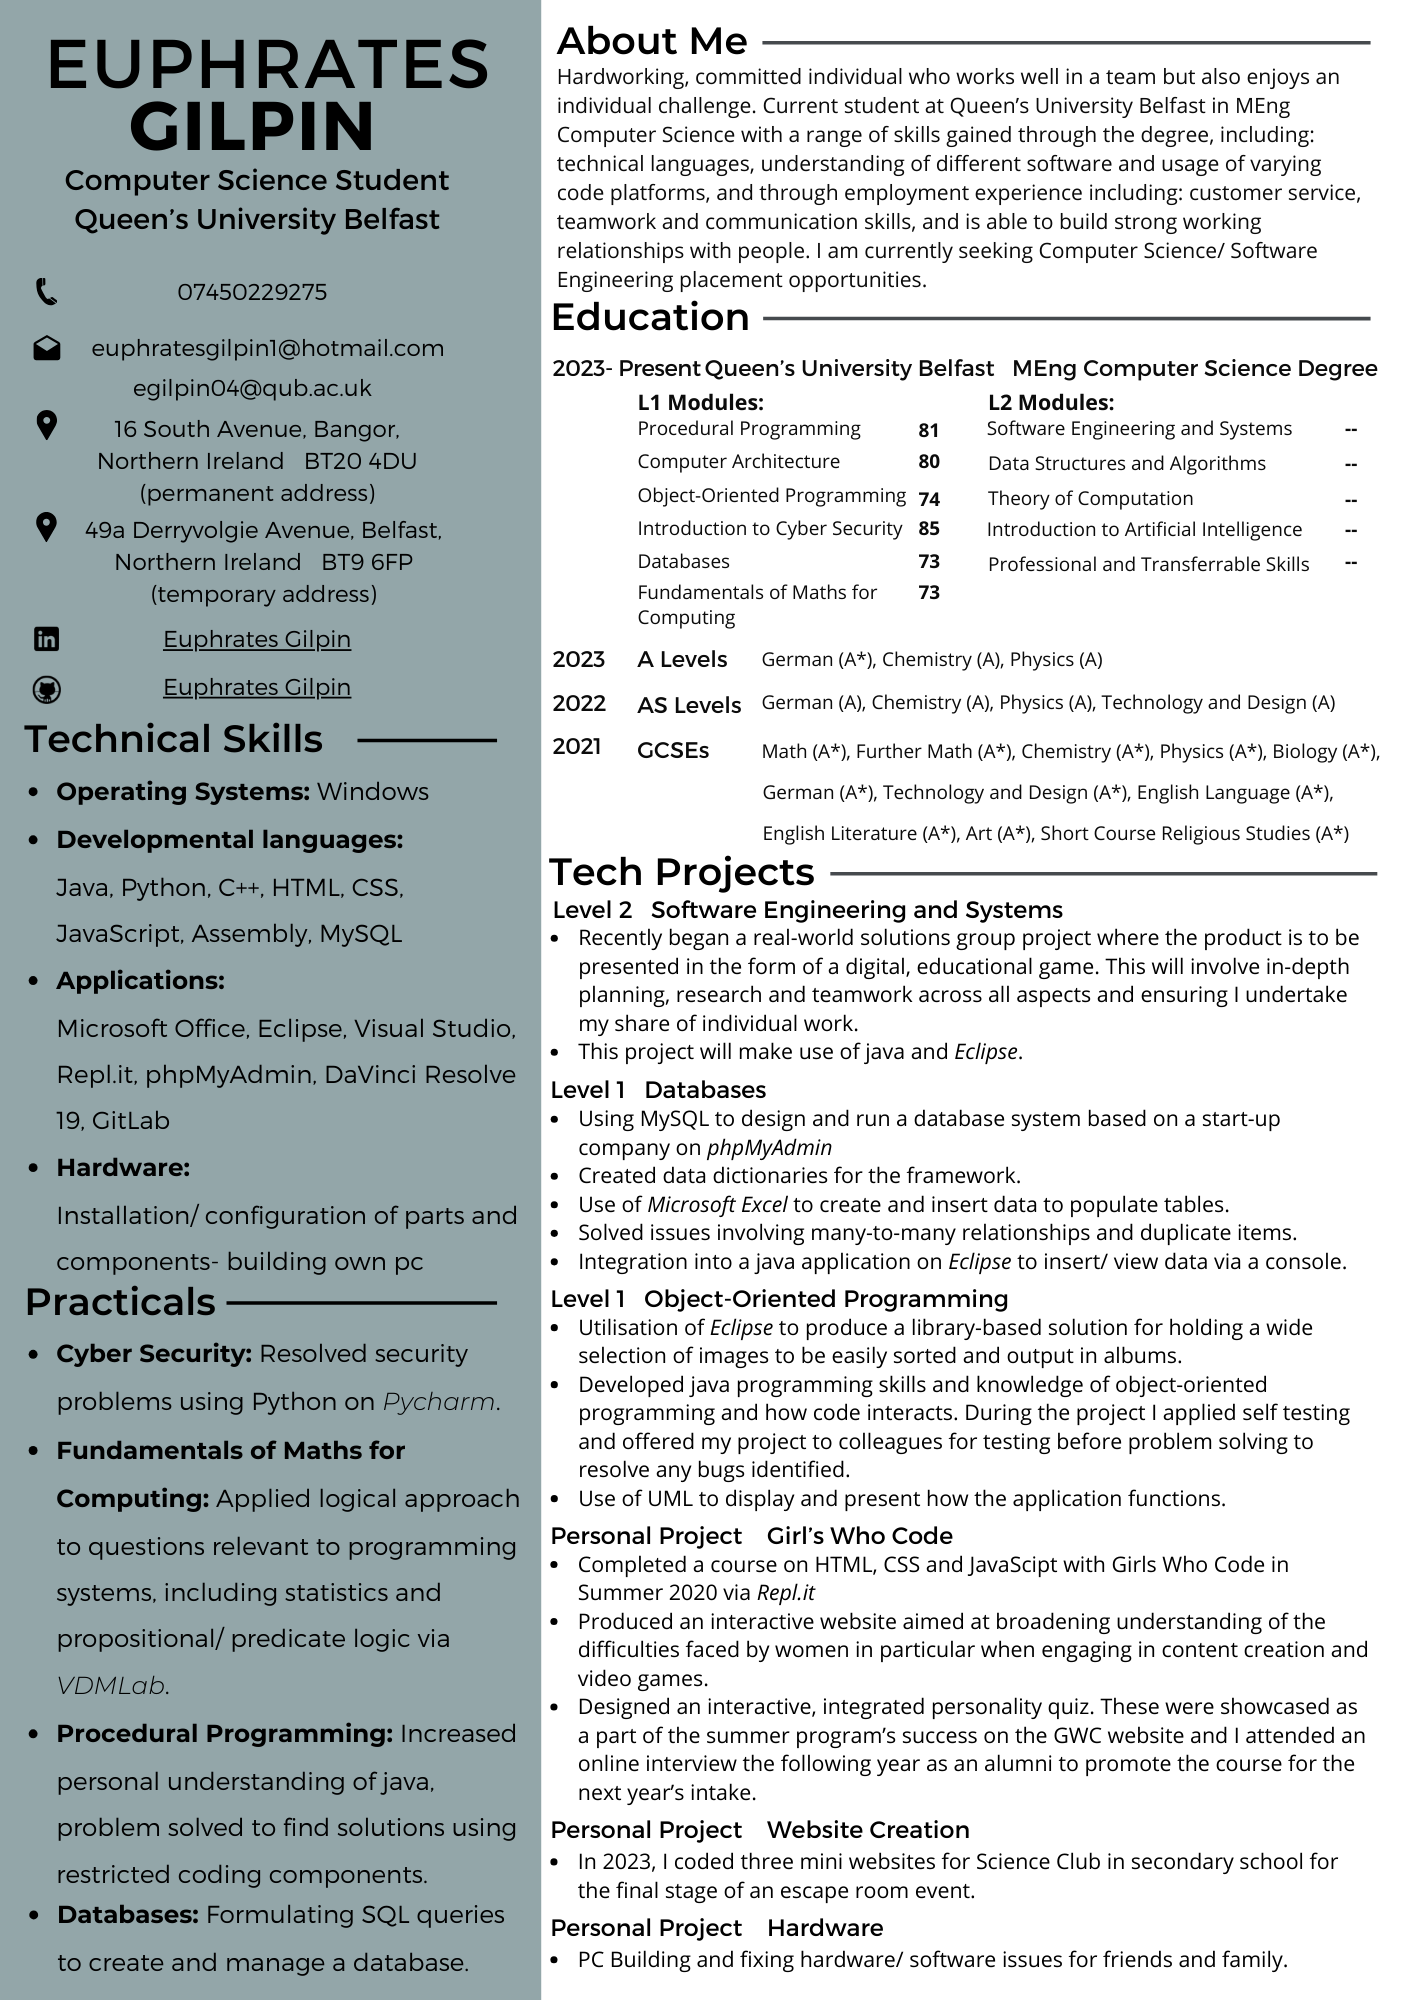 EUPHRATES
GILPIN
Computer Science Student
Queen's University Belfast
07450229275
euphratesgilpin1@hotmail.com
egilpin04@qub.ac.uk
16 South Avenue, Bangor,
Northern Ireland BT20 4DU
(permanent address)
49a Derryvolgie Avenue, Belfast,
Northern Ireland BT9 6FP
(temporary address)
in
Euphrates Gilpin
Euphrates Gilpin
Technical Skills
• Operating Systems: Windows
• Developmental languages:
Java, Python, C++, HTML, CSS,
JavaScript, Assembly, MySQL
• Applications:
Microsoft Office, Eclipse, Visual Studio,
Repl.it, phpMyAdmin, DaVinci Resolve
19, GitLab
• Hardware:
Installation/ configuration of parts and
components- building own pc
Practicals
• Cyber Security: Resolved security
problems using Python on Pycharm.
• Fundamentals of Maths for
Computing: Applied logical approach
to questions relevant to programming
systems, including statistics and
propositional/ predicate logic via
VDMLab.
• Procedural Programming: Increased
personal understanding of java,
problem solved to find solutions using
restricted coding components.
• Databases: Formulating SQL queries
to create and manage a database.
About Me
Hardworking, committed individual who works well in a team but also enjoys an
individual challenge. Current student at Queen's University Belfast in MEng
Computer Science with a range of skills gained through the degree, including:
technical languages, understanding of different software and usage of varying
code platforms, and through employment experience including: customer service,
teamwork and communication skills, and is able to build strong working
relationships with people. I am currently seeking Computer Science/ Software
Engineering placement opportunities.
Education
2023- Present Queen's University Belfast MEng Computer Science Degree
L1 Modules:
Procedural Programming 81
Computer Architecture 80
Object-Oriented Programming 74
Introduction to Cyber Security 85
Databases 73
Fundamentals of Maths for 73
Computing
L2 Modules:
Software Engineering and Systems --
Data Structures and Algorithms --
Theory of Computation --
Introduction to Artificial Intelligence --
Professional and Transferrable Skills --
2023 A Levels German (A*), Chemistry (A), Physics (A)
2022 AS Levels German (A), Chemistry (A), Physics (A), Technology and Design (A)
2021 GCSEs Math (A*), Further Math (A*), Chemistry (A*), Physics (A*), Biology (A*),
German (A*), Technology and Design (A*), English Language (A*),
English Literature (A*), Art (A*), Short Course Religious Studies (A*)
Tech Projects
Level 2 Software Engineering and Systems
• Recently began a real-world solutions group project where the product is to be
presented in the form of a digital, educational game. This will involve in-depth
planning, research and teamwork across all aspects and ensuring I undertake
my share of individual work.
• This project will make use of java and Eclipse.
Level 1 Databases
• Using MySQL to design and run a database system based on a start-up
company on phpMyAdmin
• Created data dictionaries for the framework.
• Use of Microsoft Excel to create and insert data to populate tables.
• Solved issues involving many-to-many relationships and duplicate items.
• Integration into a java application on Eclipse to insert/ view data via a console.
Level 1 Object-Oriented Programming
• Utilisation of Eclipse to produce a library-based solution for holding a wide
selection of images to be easily sorted and output in albums.
• Developed java programming skills and knowledge of object-oriented
programming and how code interacts. During the project I applied self testing
and offered my project to colleagues for testing before problem solving to
resolve any bugs identified.
• Use of UML to display and present how the application functions.
Personal Project Girl's Who Code
• Completed a course on HTML, CSS and JavaScipt with Girls Who Code in
Summer 2020 via Repl.it
• Produced an interactive website aimed at broadening understanding of the
difficulties faced by women in particular when engaging in content creation and
video games.
• Designed an interactive, integrated personality quiz. These were showcased as
a part of the summer program's success on the GWC website and I attended an
online interview the following year as an alumni to promote the course for the
next year's intake.
Personal Project Website Creation
• In 2023, I coded three mini websites for Science Club in secondary school for
the final stage of an escape room event.
Personal Project Hardware
• PC Building and fixing hardware/ software issues for friends and family.